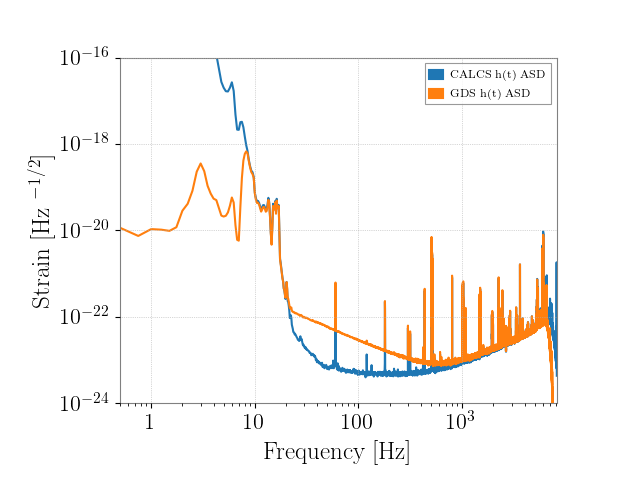 10^−16
CALCS h(t) ASD
GDS h(t) ASD
10^−18
10^−20
10^−22
10^−24
Strain [Hz ^−1/2]
1
10
100
10^3
Frequency [Hz]